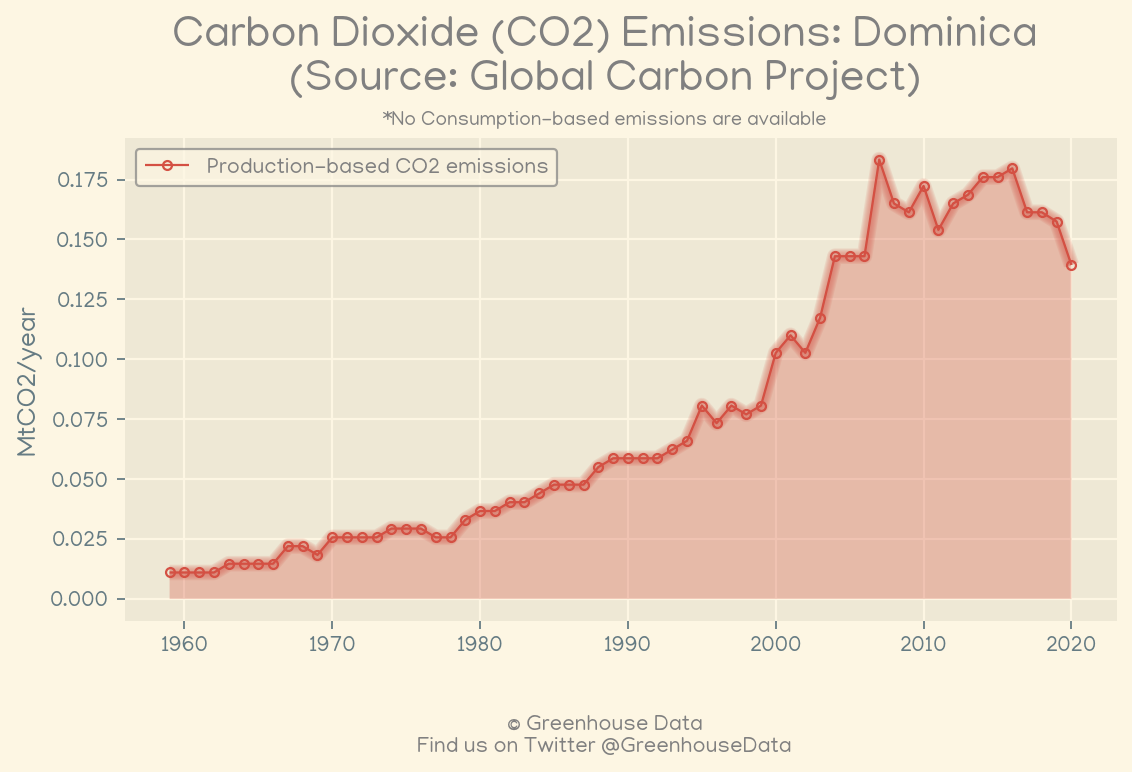 Carbon Dioxide (CO2) Emissions: Dominica
(Source: Global Carbon Project)
*No Consumption-based emissions are available
Production-based CO2 emissions
MtCO2/year
0.175
0.150
0.125
0.100
0.075
0.050
0.025
0.000
1960 1970 1980 1990 2000 2010 2020
© Greenhouse Data
Find us on Twitter @GreenhouseData